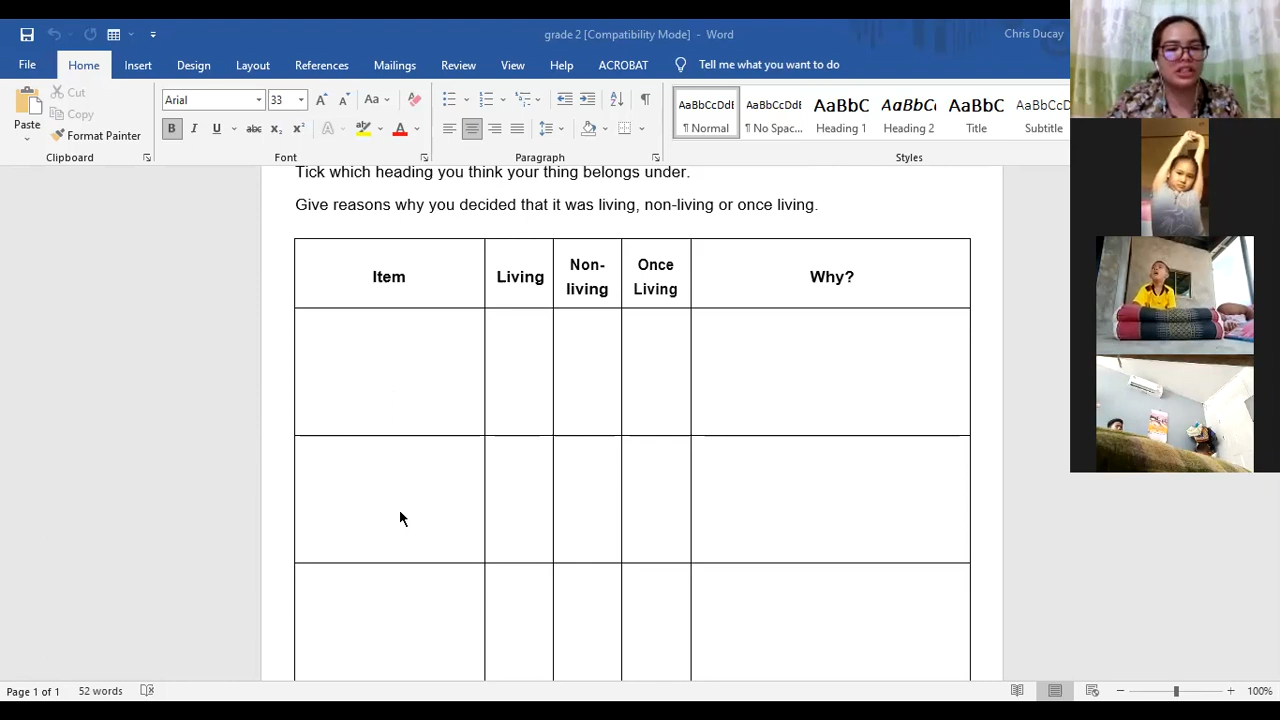 grade 2 [Compatibility Mode] - Word
Chris Ducay
File Home Insert Design Layout References Mailings Review View Help ACROBAT Tell me what you want to do
Paste
Cut
Copy
Format Painter
Clipboard
Arial 33 Aa
B I U abc x₂ x² A A
Font
Paragraph
AaBbCcDdE AaBbCcDdE AaBbC AaBbCc AaBbC AaBbCcD
¶ Normal ¶ No Spac... Heading 1 Heading 2 Title Subtitle
Styles
Tick which heading you think your thing belongs under.
Give reasons why you decided that it was living, non-living or once living.
Item
Living
Non-
living
Once
Living
Why?
Page 1 of 1 52 words 100%